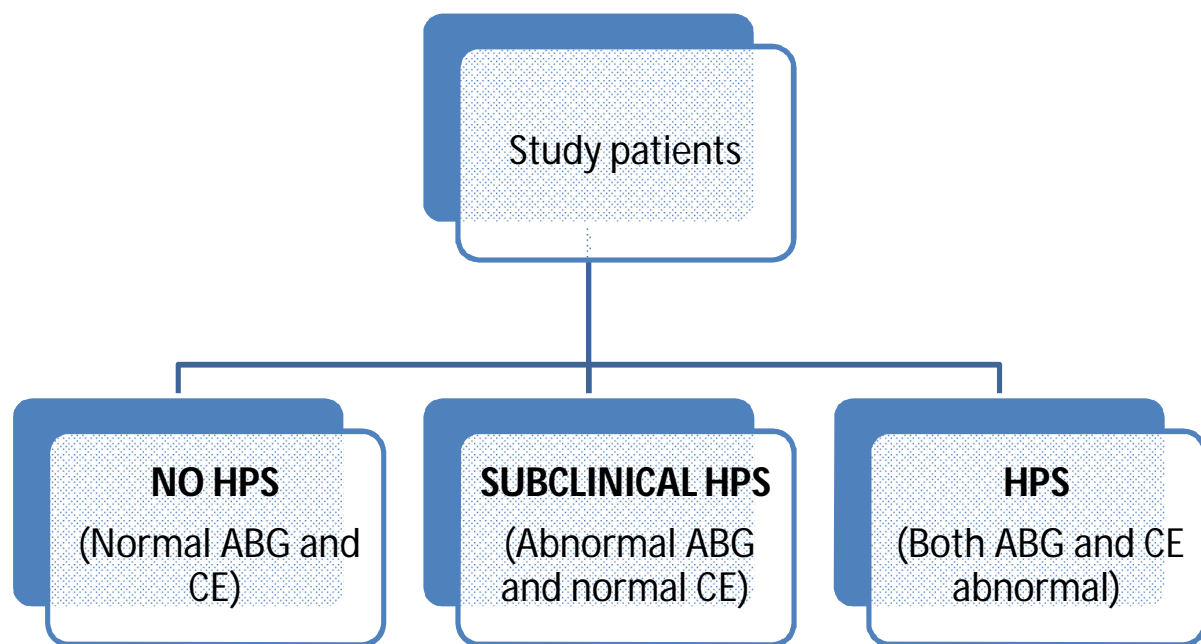 Study patients
NO HPS
(Normal ABG and
CE)
SUBCLINICAL HPS
(Abnormal ABG
and normal CE)
HPS
(Both ABG and CE
abnormal)